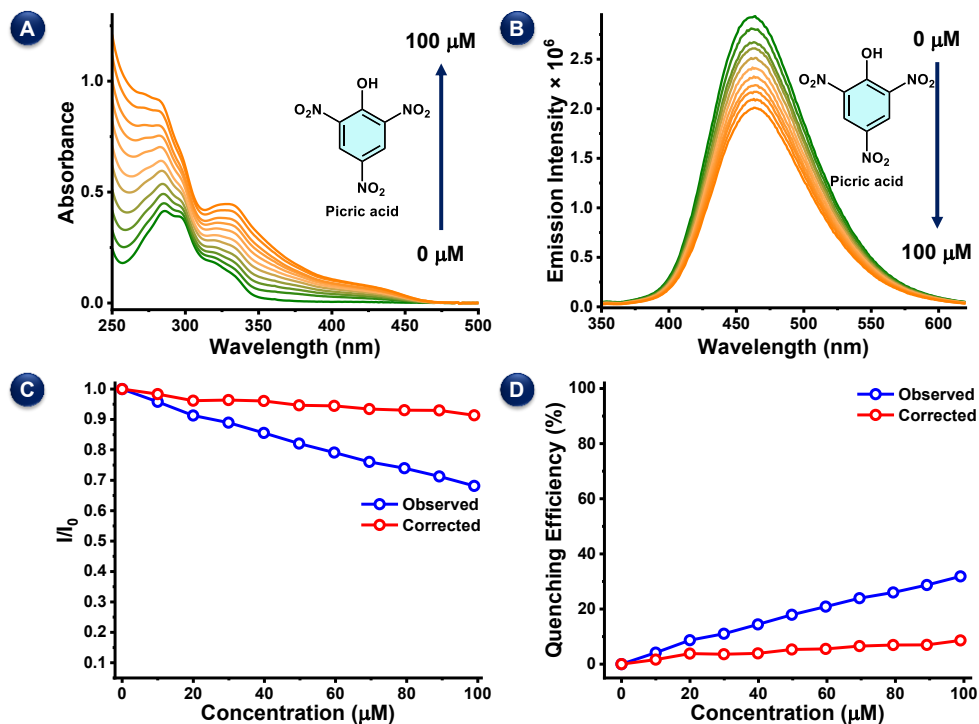 A
100 μM
OH
O₂N
NO₂
NO₂
Picric acid
0 μM
Absorbance
1.0
0.5
0.0
250
300
350
400
450
500
Wavelength (nm)
B
0 μM
OH
O₂N
NO₂
NO₂
Picric acid
100 μM
Emission Intensity × 10⁶
2.5
2.0
1.5
1.0
0.5
0.0
350
400
450
500
550
600
Wavelength (nm)
C
1.0
0.9
0.8
0.7
0.6
0.5
0.4
0.3
0.2
0.1
I/I₀
Observed
Corrected
0
20
40
60
80
100
Concentration (μM)
D
100
80
60
40
20
0
Quenching Efficiency (%)
Observed
Corrected
0
20
40
60
80
100
Concentration (μM)